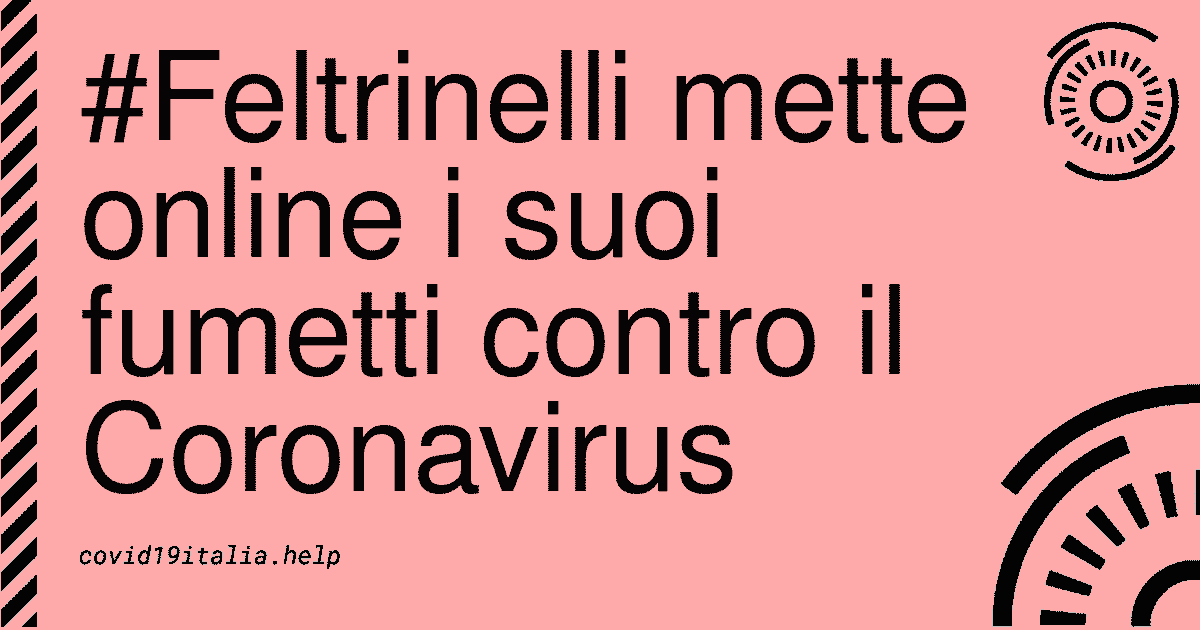 #Feltrinelli mette
online i suoi
fumetti contro il
Coronavirus
covid19italia.help